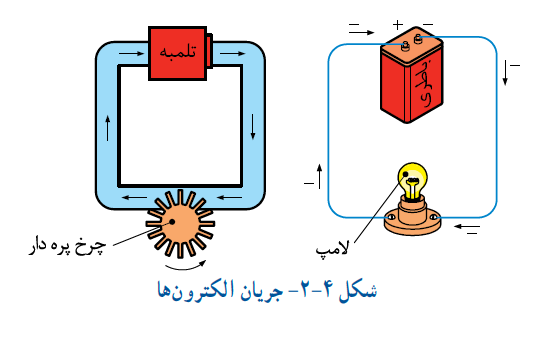 تلمبه
باطری
+
−
−
−
−
−
چرخ پره دار
لامپ
شکل ۴-۲- جریان الکترون‌ها